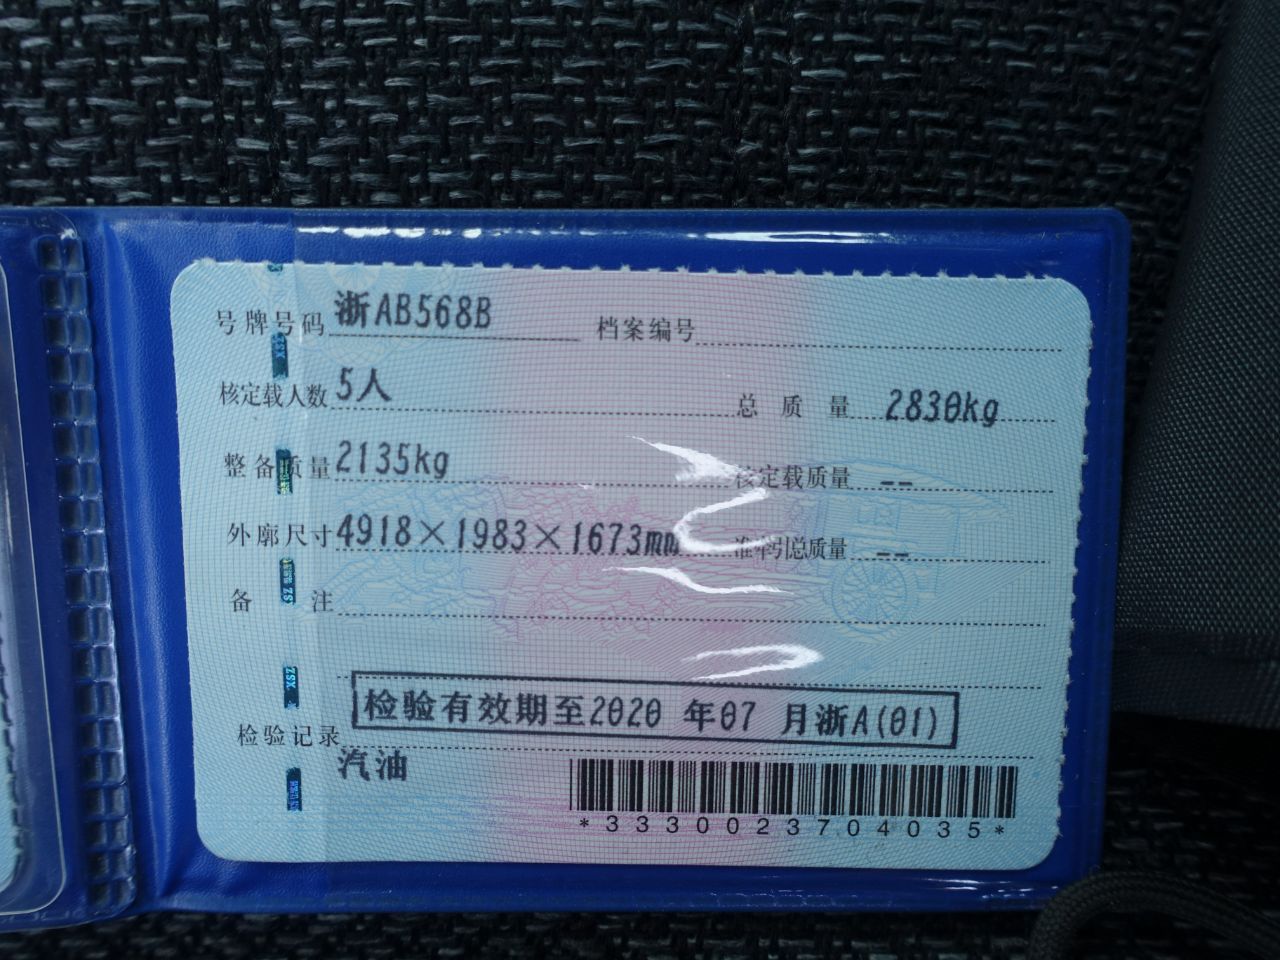 号牌号码 浙AB568B 档案编号
核定载人数 5人 总质量 2830kg
整备质量 2135kg 核定载质量 --
外廓尺寸 4918×1983×1673mm 准牵引总质量 --
备注
检验有效期至2020 年07 月浙A(01)
检验记录
汽油
*3330023704035*